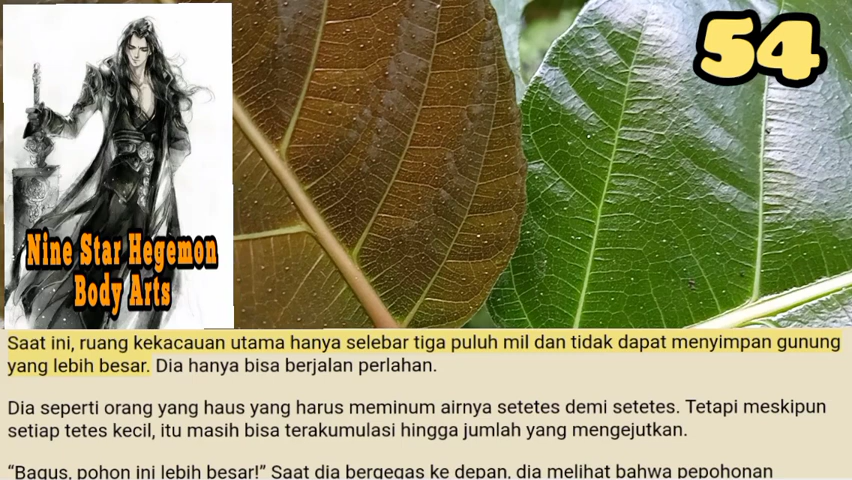 54
Nine Star Hegemon
Body Arts
Saat ini, ruang kekacauan utama hanya selebar tiga puluh mil dan tidak dapat menyimpan gunung
yang lebih besar. Dia hanya bisa berjalan perlahan.
Dia seperti orang yang haus yang harus meminum airnya setetes demi setetes. Tetapi meskipun
setiap tetes kecil, itu masih bisa terakumulasi hingga jumlah yang mengejutkan.
“Bagus, pohon ini lebih besar!” Saat dia bergegas ke depan, dia melihat bahwa pepohonan